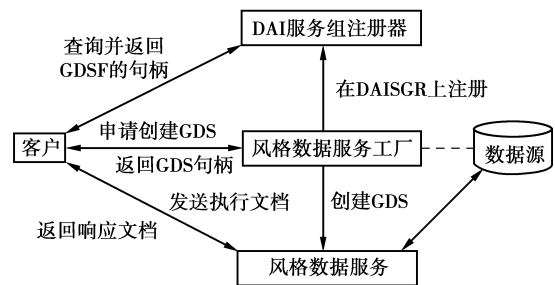 DAI服务组注册器
查询并返回
GDSF的句柄
在DAISGR上注册
申请创建GDS
客户
风格数据服务工厂
数据源
返回GDS句柄
发送执行文档
创建GDS
返回响应文档
风格数据服务